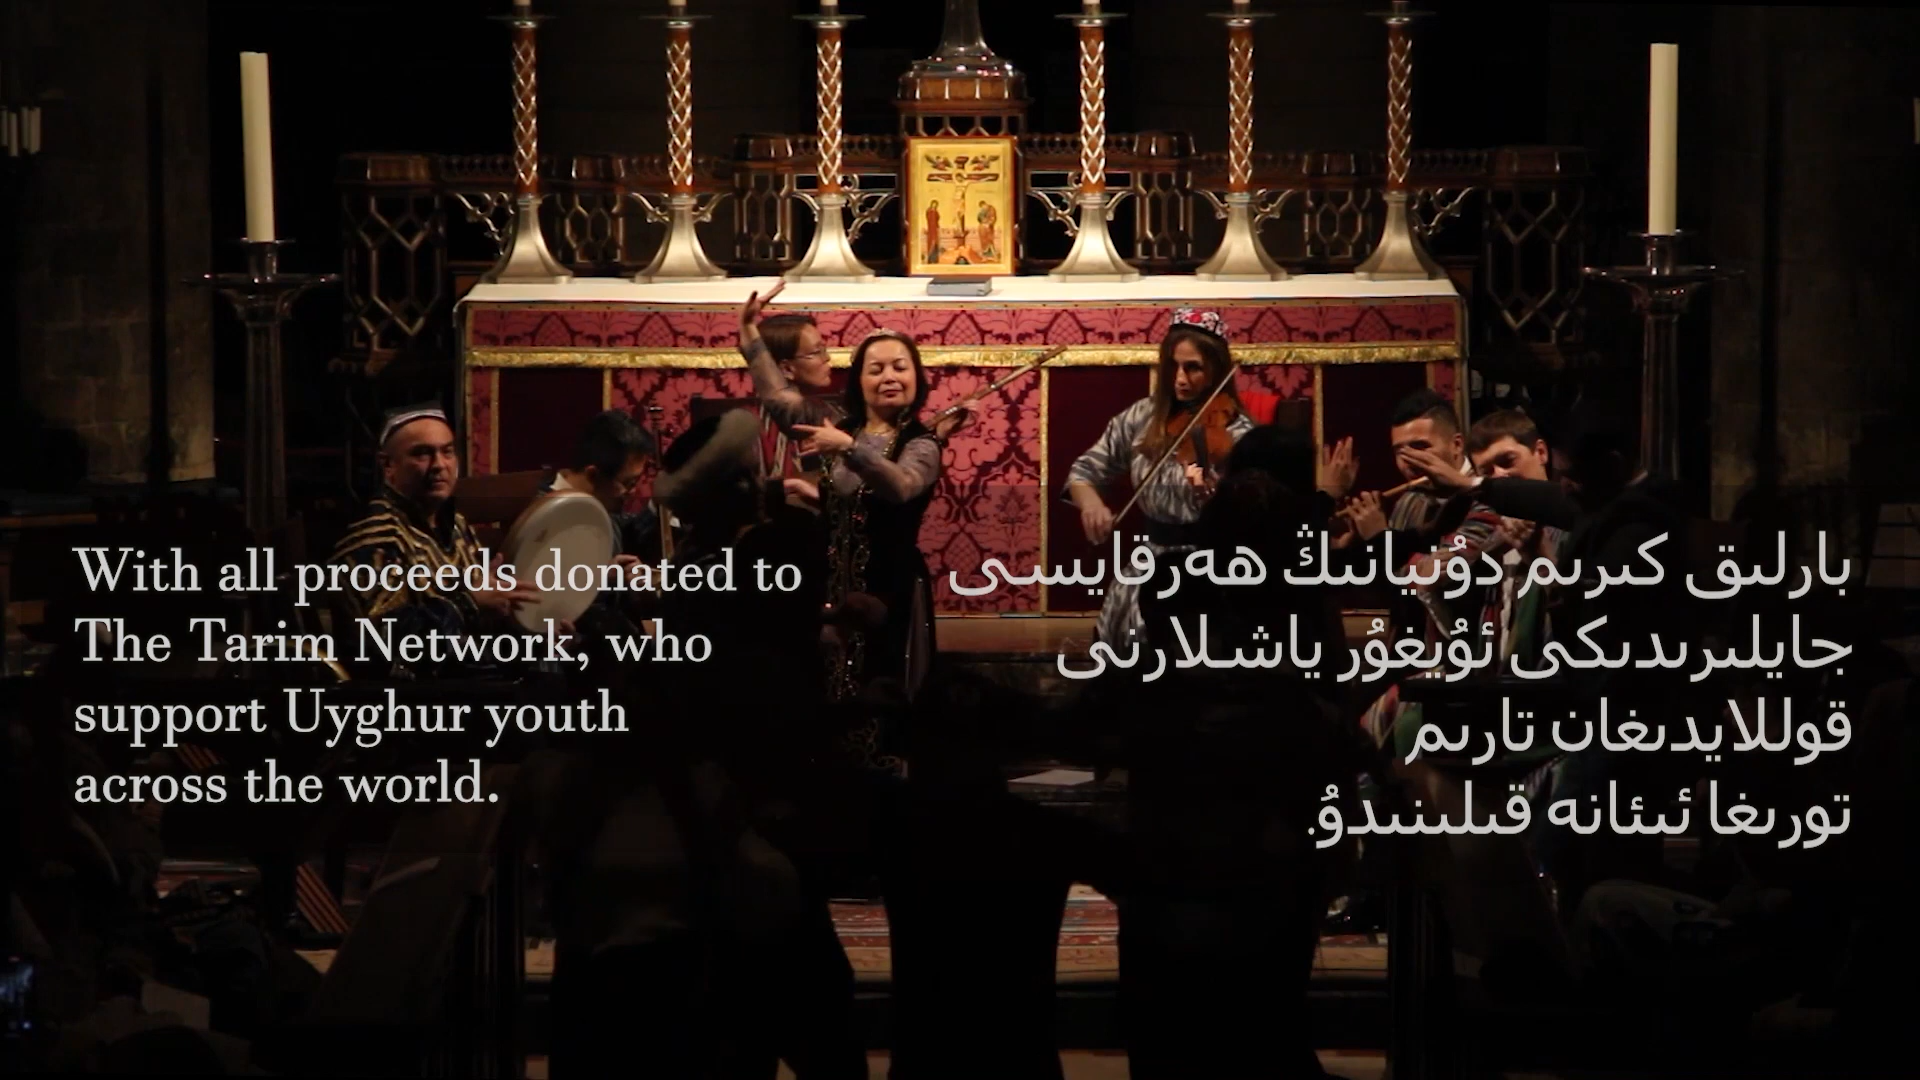 With all proceeds donated to
The Tarim Network, who
support Uyghur youth
across the world.
بارلىق كىرىم دۇنيانىڭ ھەرقايسى
جايلىرىدىكى ئۇيغۇر ياشلارنى
قوللايدىغان تارىم
تورىغا ئىئانە قىلىنىدۇ.